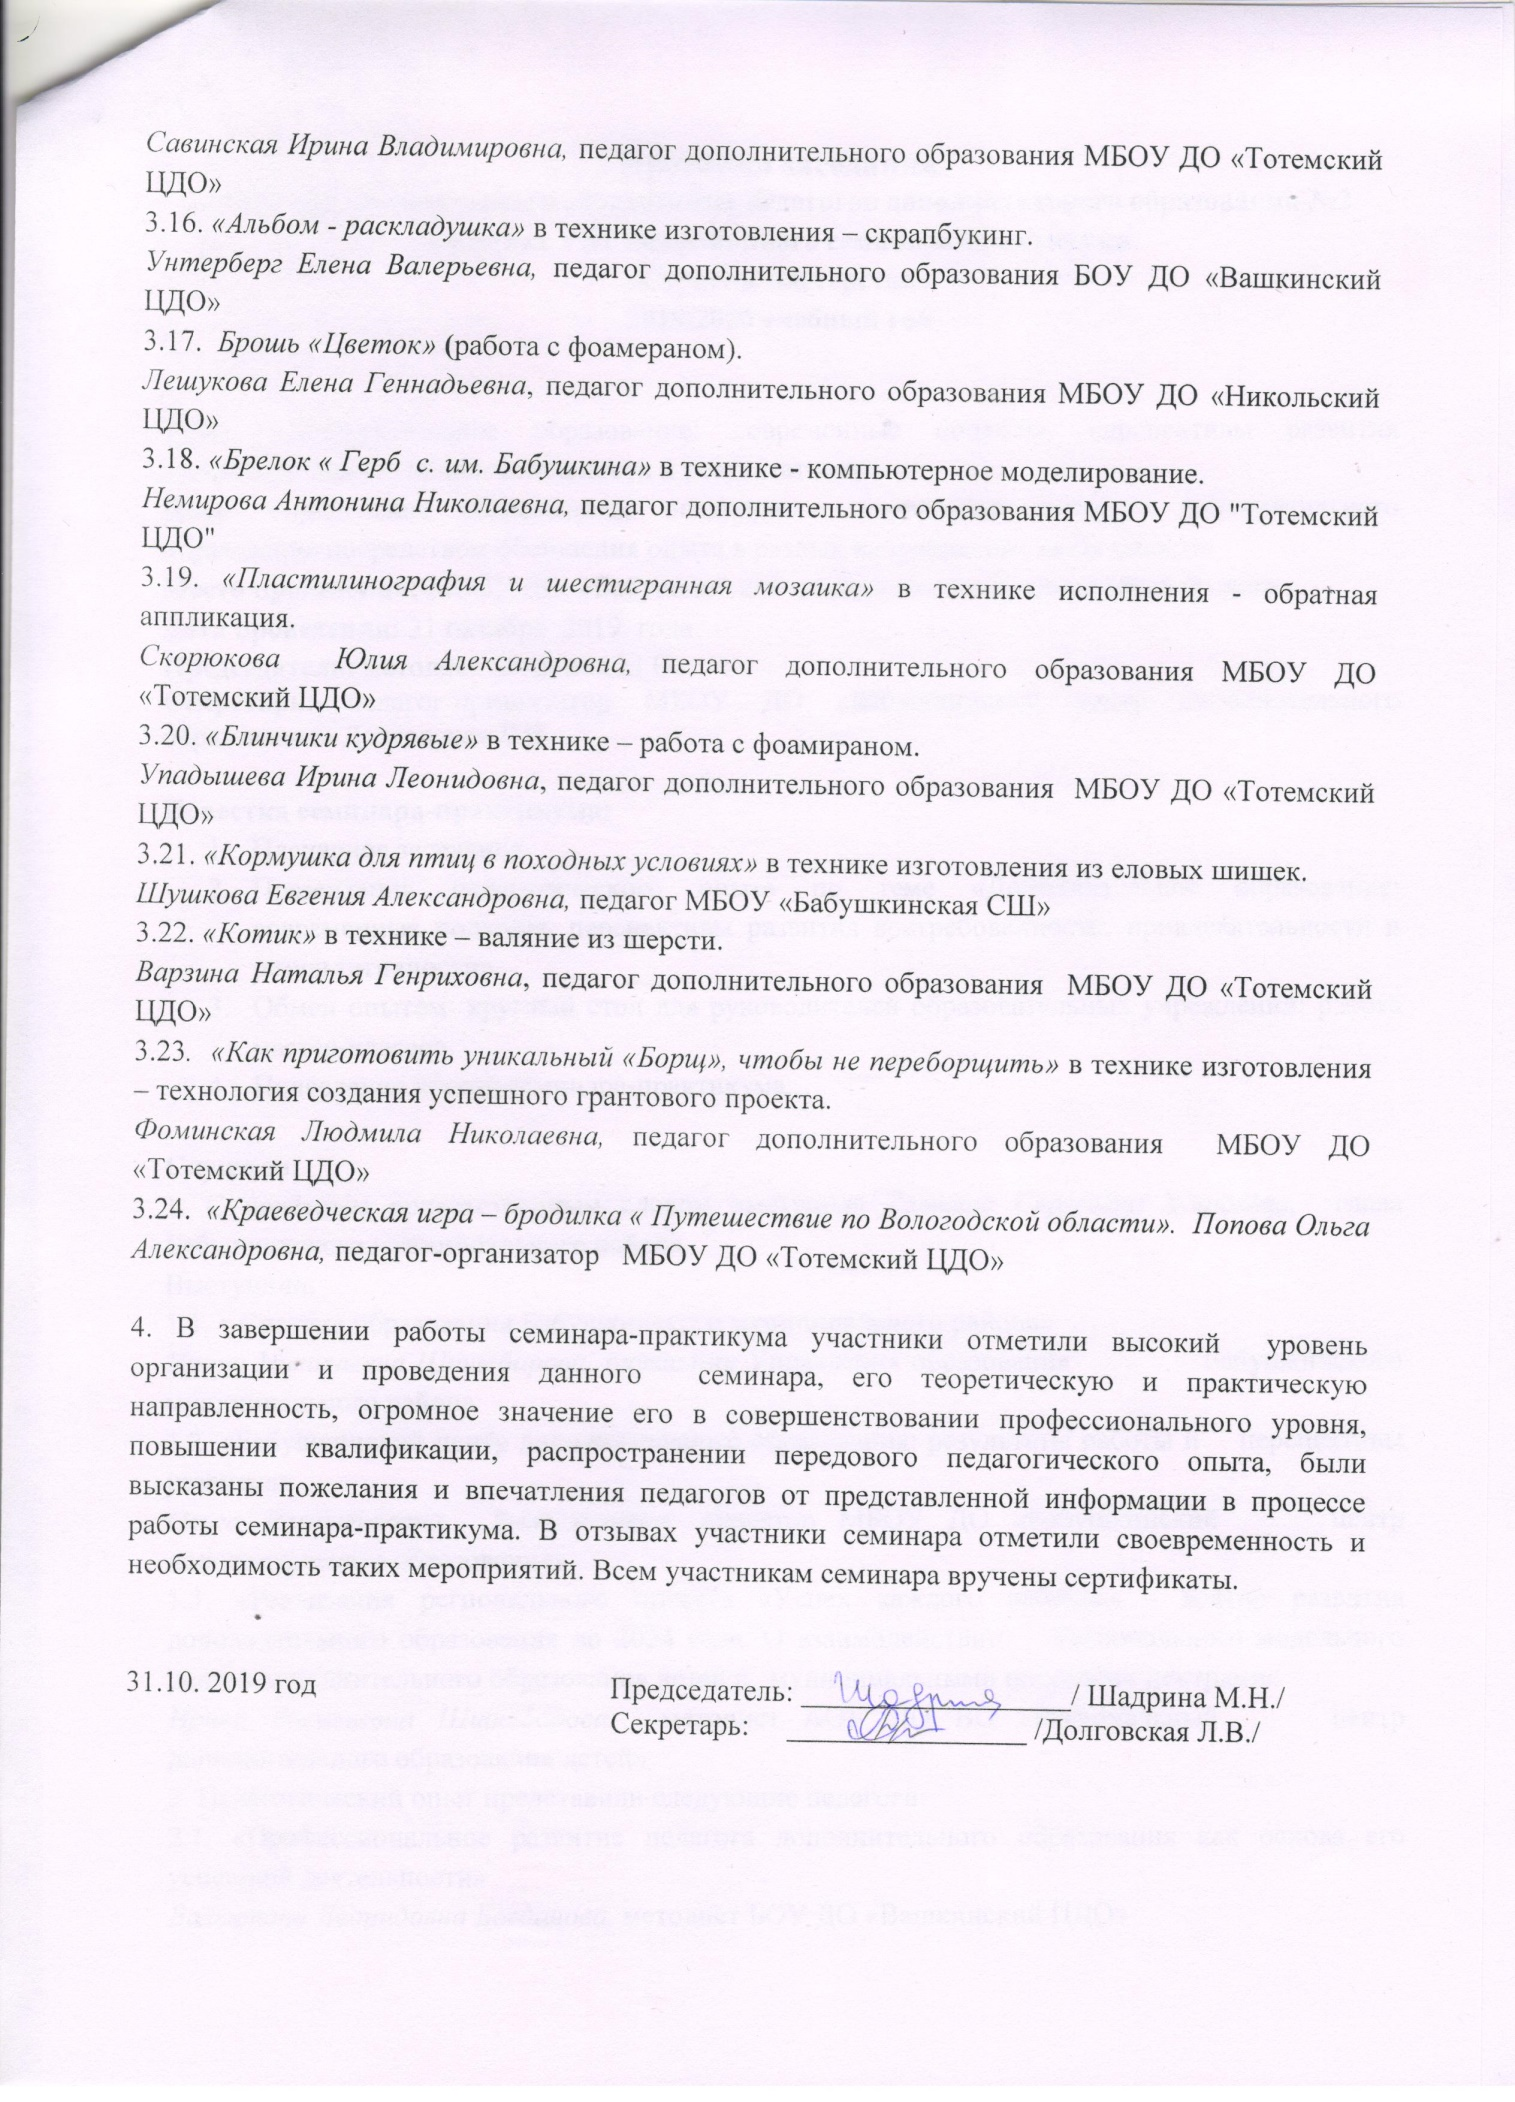 Савинская Ирина Владимировна, педагог дополнительного образования МБОУ ДО «Тотемский
ЦДО»
3.16. «Альбом - раскладушка» в технике изготовления – скрапбукинг.
Унтерберг Елена Валерьевна, педагог дополнительного образования БОУ ДО «Вашкинский
ЦДО»
3.17. Брошь «Цветок» (работа с фоамераном).
Лешукова Елена Геннадьевна, педагог дополнительного образования МБОУ ДО «Никольский
ЦДО»
3.18. «Брелок « Герб с. им. Бабушкина» в технике - компьютерное моделирование.
Немирова Антонина Николаевна, педагог дополнительного образования МБОУ ДО "Тотемский
ЦДО"
3.19. «Пластилинография и шестигранная мозаика» в технике исполнения - обратная
аппликация.
Скорюкова Юлия Александровна, педагог дополнительного образования МБОУ ДО
«Тотемский ЦДО»
3.20. «Блинчики кудрявые» в технике – работа с фоамираном.
Упадышева Ирина Леонидовна, педагог дополнительного образования МБОУ ДО «Тотемский
ЦДО»
3.21. «Кормушка для птиц в походных условиях» в технике изготовления из еловых шишек.
Шушкова Евгения Александровна, педагог МБОУ «Бабушкинская СШ»
3.22. «Котик» в технике – валяние из шерсти.
Варзина Наталья Генриховна, педагог дополнительного образования МБОУ ДО «Тотемский
ЦДО»
3.23. «Как приготовить уникальный «Борщ», чтобы не переборщить» в технике изготовления
– технология создания успешного грантового проекта.
Фоминская Людмила Николаевна, педагог дополнительного образования МБОУ ДО
«Тотемский ЦДО»
3.24. «Краеведческая игра – бродилка « Путешествие по Вологодской области». Попова Ольга
Александровна, педагог-организатор МБОУ ДО «Тотемский ЦДО»
4. В завершении работы семинара-практикума участники отметили высокий уровень
организации и проведения данного семинара, его теоретическую и практическую
направленность, огромное значение его в совершенствовании профессионального уровня,
повышении квалификации, распространении передового педагогического опыта, были
высказаны пожелания и впечатления педагогов от представленной информации в процессе
работы семинара-практикума. В отзывах участники семинара отметили своевременность и
необходимость таких мероприятий. Всем участникам семинара вручены сертификаты.
31.10. 2019 год
Председатель: Шадрина / Шадрина М.Н./
Секретарь: /Долговская Л.В./